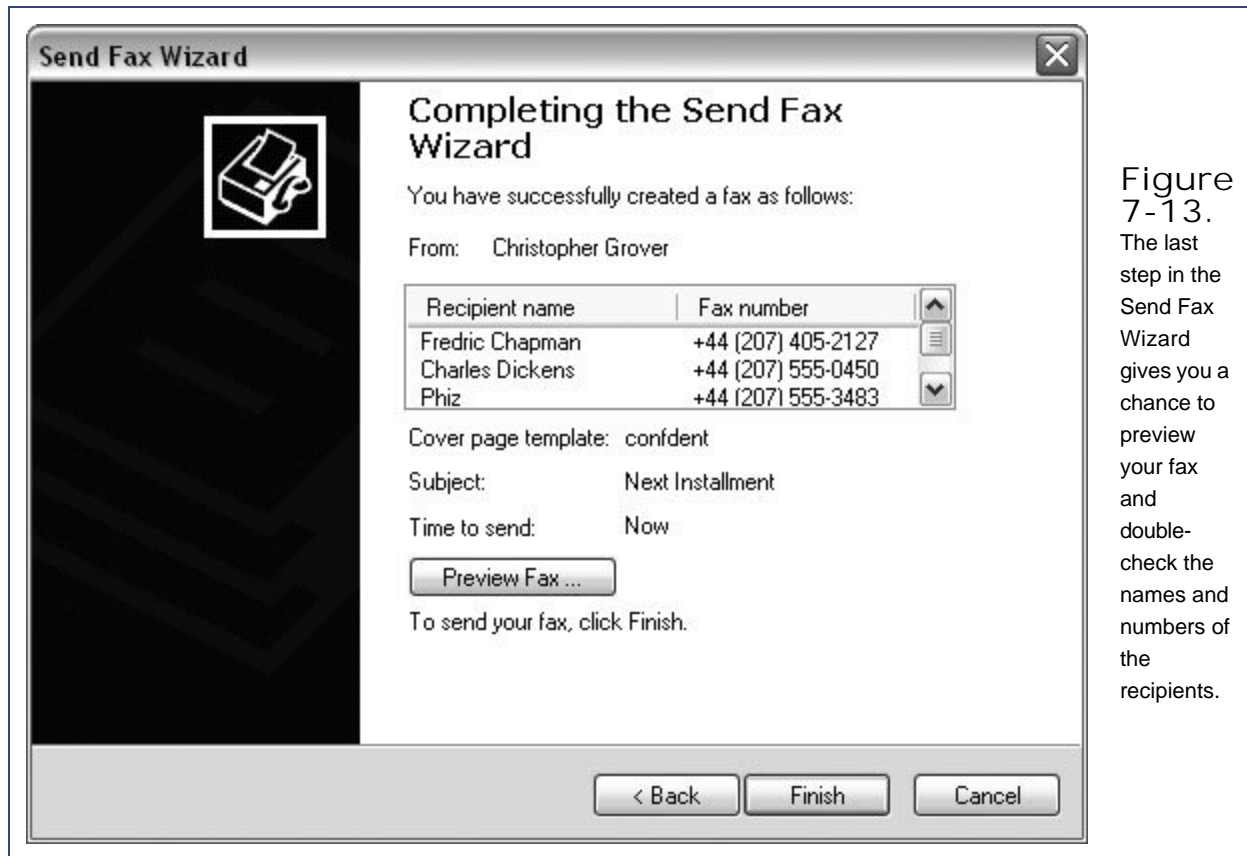 Send Fax Wizard
Completing the Send Fax
Wizard
You have successfully created a fax as follows:
From: Christopher Grover
Recipient name Fax number
Fredric Chapman +44 (207) 405-2127
Charles Dickens +44 (207) 555-0450
Phiz +44 (207) 555-3483
Cover page template: confdent
Subject: Next Installment
Time to send: Now
Preview Fax ...
To send your fax, click Finish.
< Back Finish Cancel
Figure
7-13.
The last
step in the
Send Fax
Wizard
gives you a
chance to
preview
your fax
and
double-
check the
names and
numbers of
the
recipients.